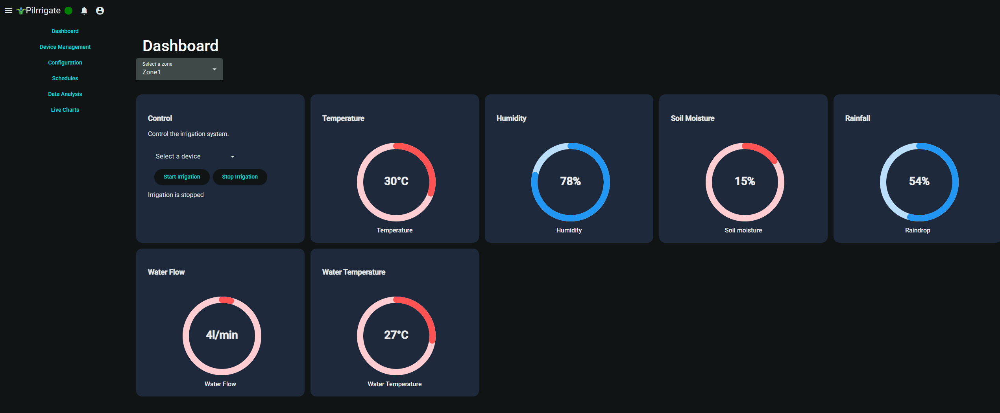 PiIrrigate
Dashboard
Device Management
Configuration
Schedules
Data Analysis
Live Charts
Dashboard
Select a zone
Zone1
Control
Control the irrigation system.
Select a device
Start Irrigation
Stop Irrigation
Irrigation is stopped
Temperature
30°C
Temperature
Humidity
78%
Humidity
Soil Moisture
15%
Soil moisture
Rainfall
54%
Raindrop
Water Flow
4l/min
Water Flow
Water Temperature
27°C
Water Temperature